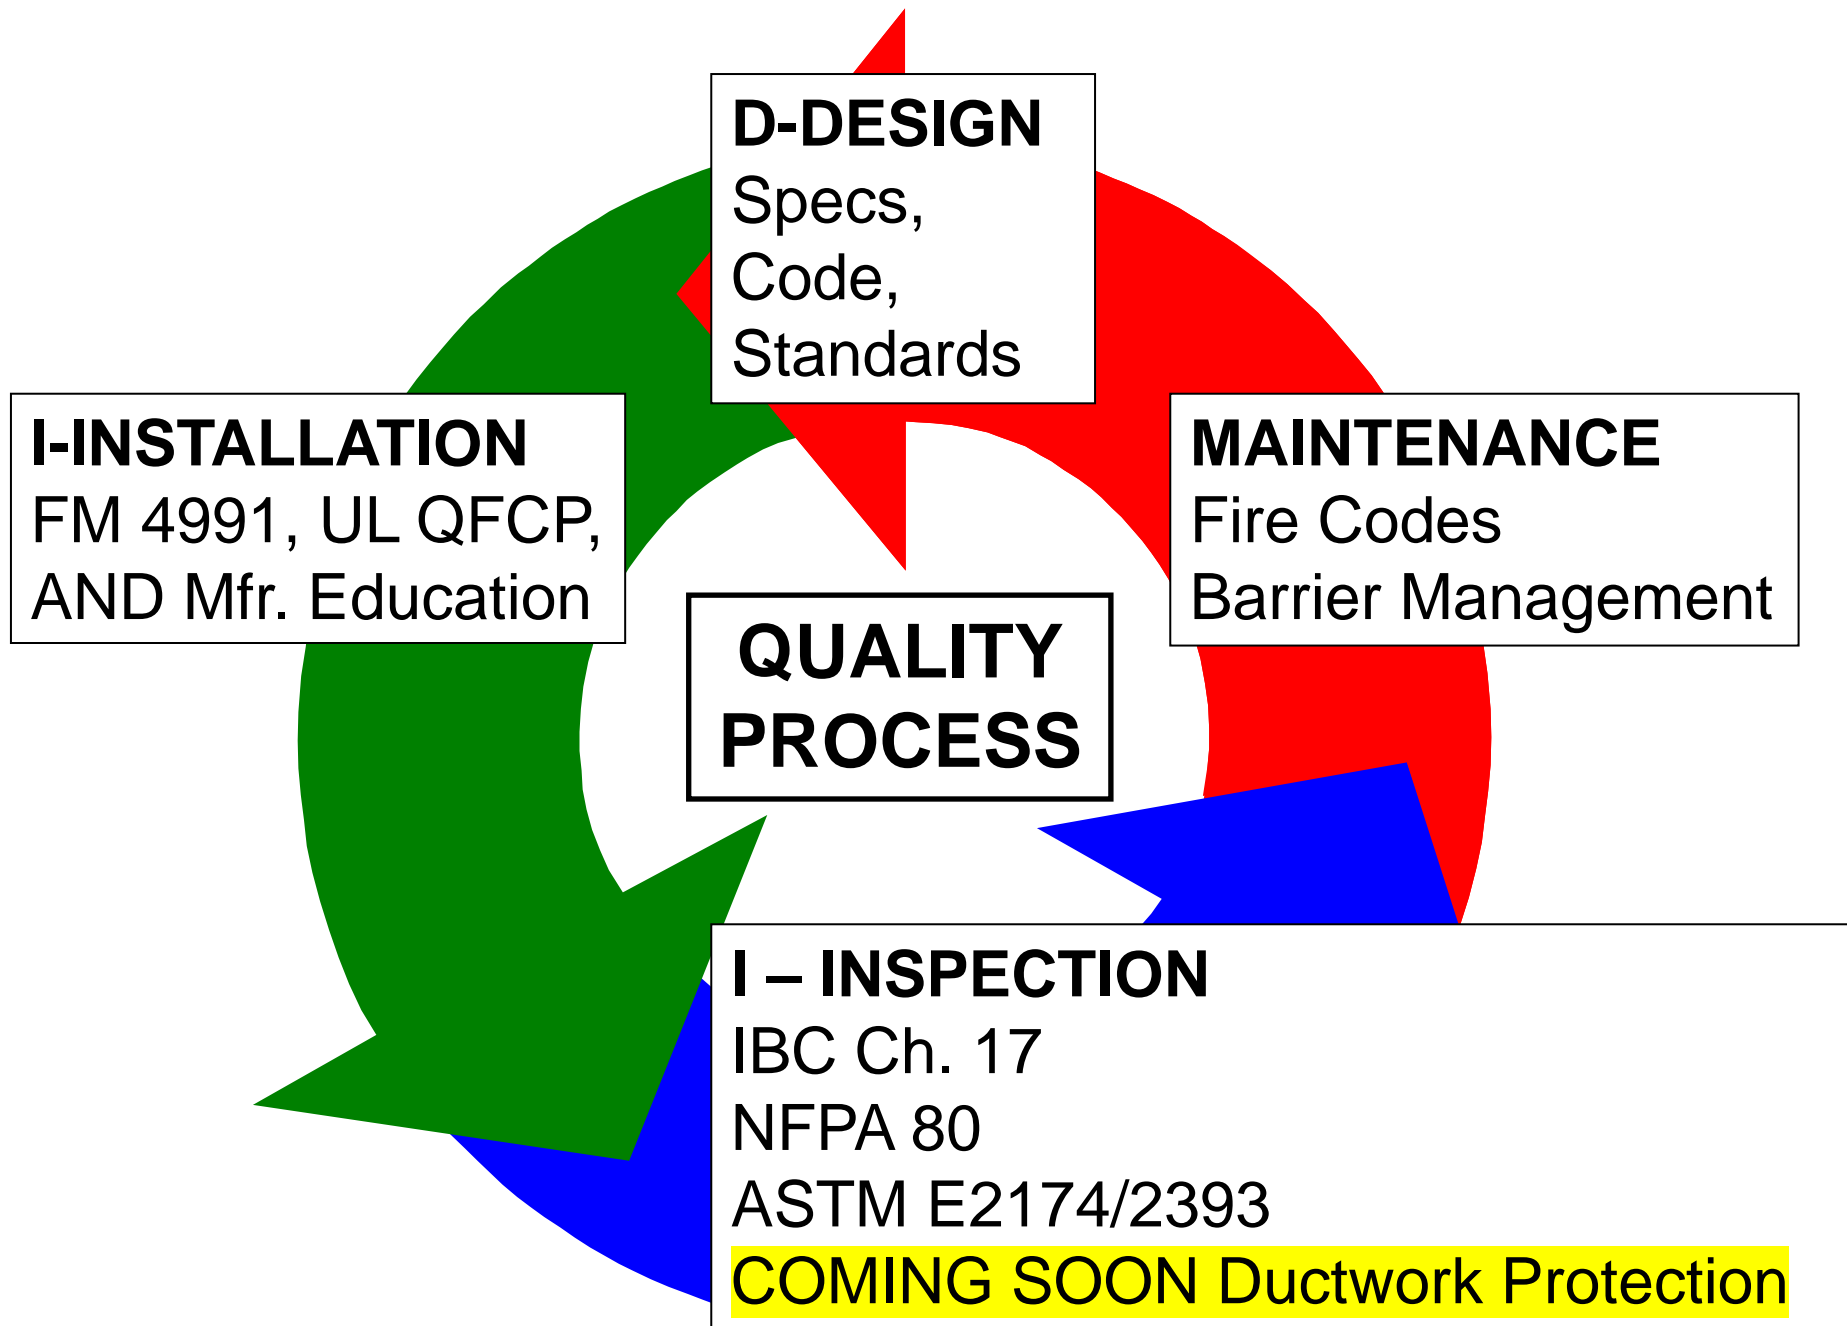 D-DESIGN
Specs,
Code,
Standards
I-INSTALLATION
FM 4991, UL QFCP,
AND Mfr. Education
MAINTENANCE
Fire Codes
Barrier Management
QUALITY
PROCESS
I – INSPECTION
IBC Ch. 17
NFPA 80
ASTM E2174/2393
COMING SOON Ductwork Protection